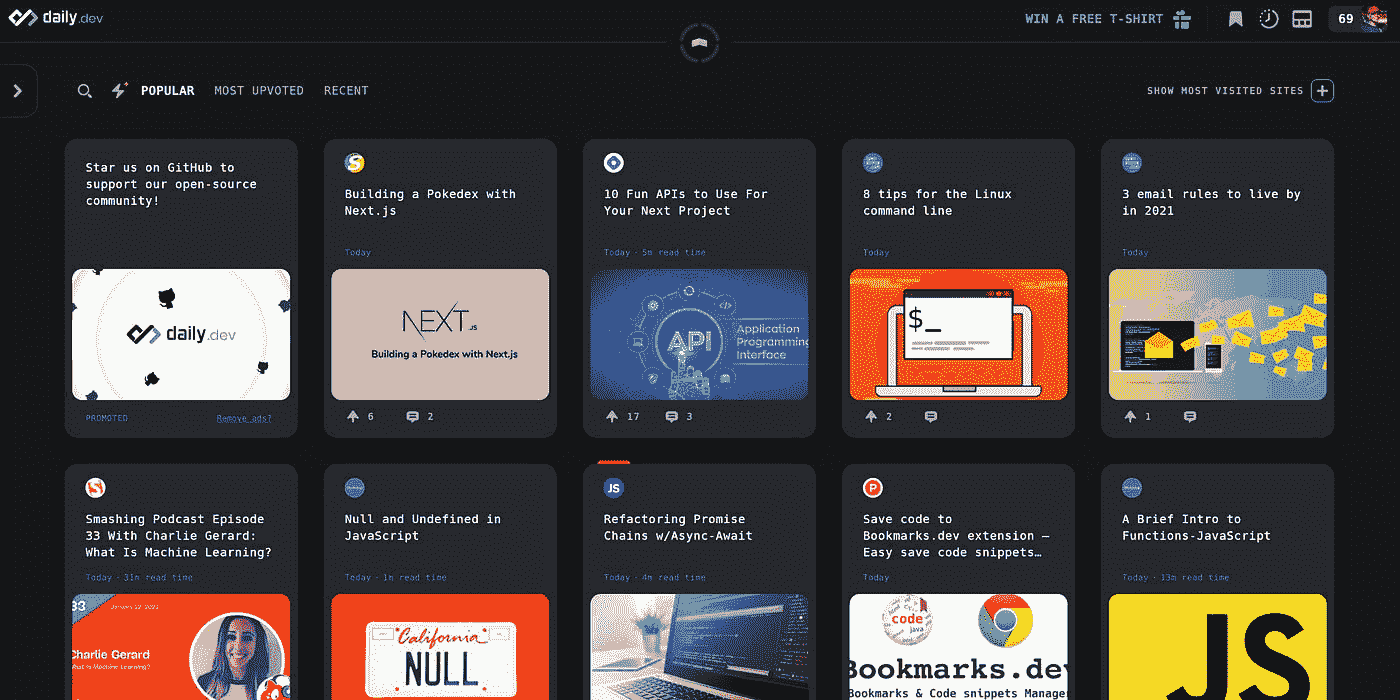 daily.dev
WIN A FREE T-SHIRT
69
POPULAR
MOST UPVOTED
RECENT
SHOW MOST VISITED SITES
Star us on GitHub to
support our open-source
community!
daily.dev
PROMOTED
Remove ads?
Building a Pokedex with
Next.js
Today
NEXT.JS
Building a Pokedex with Next.js
6
2
10 Fun APIs to Use For
Your Next Project
Today · 5m read time
API
Application
Programming
Interface
17
3
8 tips for the Linux
command line
Today
$_
2
3 email rules to live by
in 2021
Today
1
Smashing Podcast Episode
33 With Charlie Gerard:
What Is Machine Learning?
Today · 31m read time
33
Charlie Gerard
What Is Machine Learning?
Null and Undefined in
JavaScript
Today · 1m read time
California
NULL
JS
Refactoring Promise
Chains w/Async-Await
Today · 4m read time
P
Save code to
Bookmarks.dev extension –
Easy save code snippets…
Today
code
java
Bookmarks.dev
Bookmarks & Code snippets Manager
A Brief Intro to
Functions-JavaScript
Today · 13m read time
JS